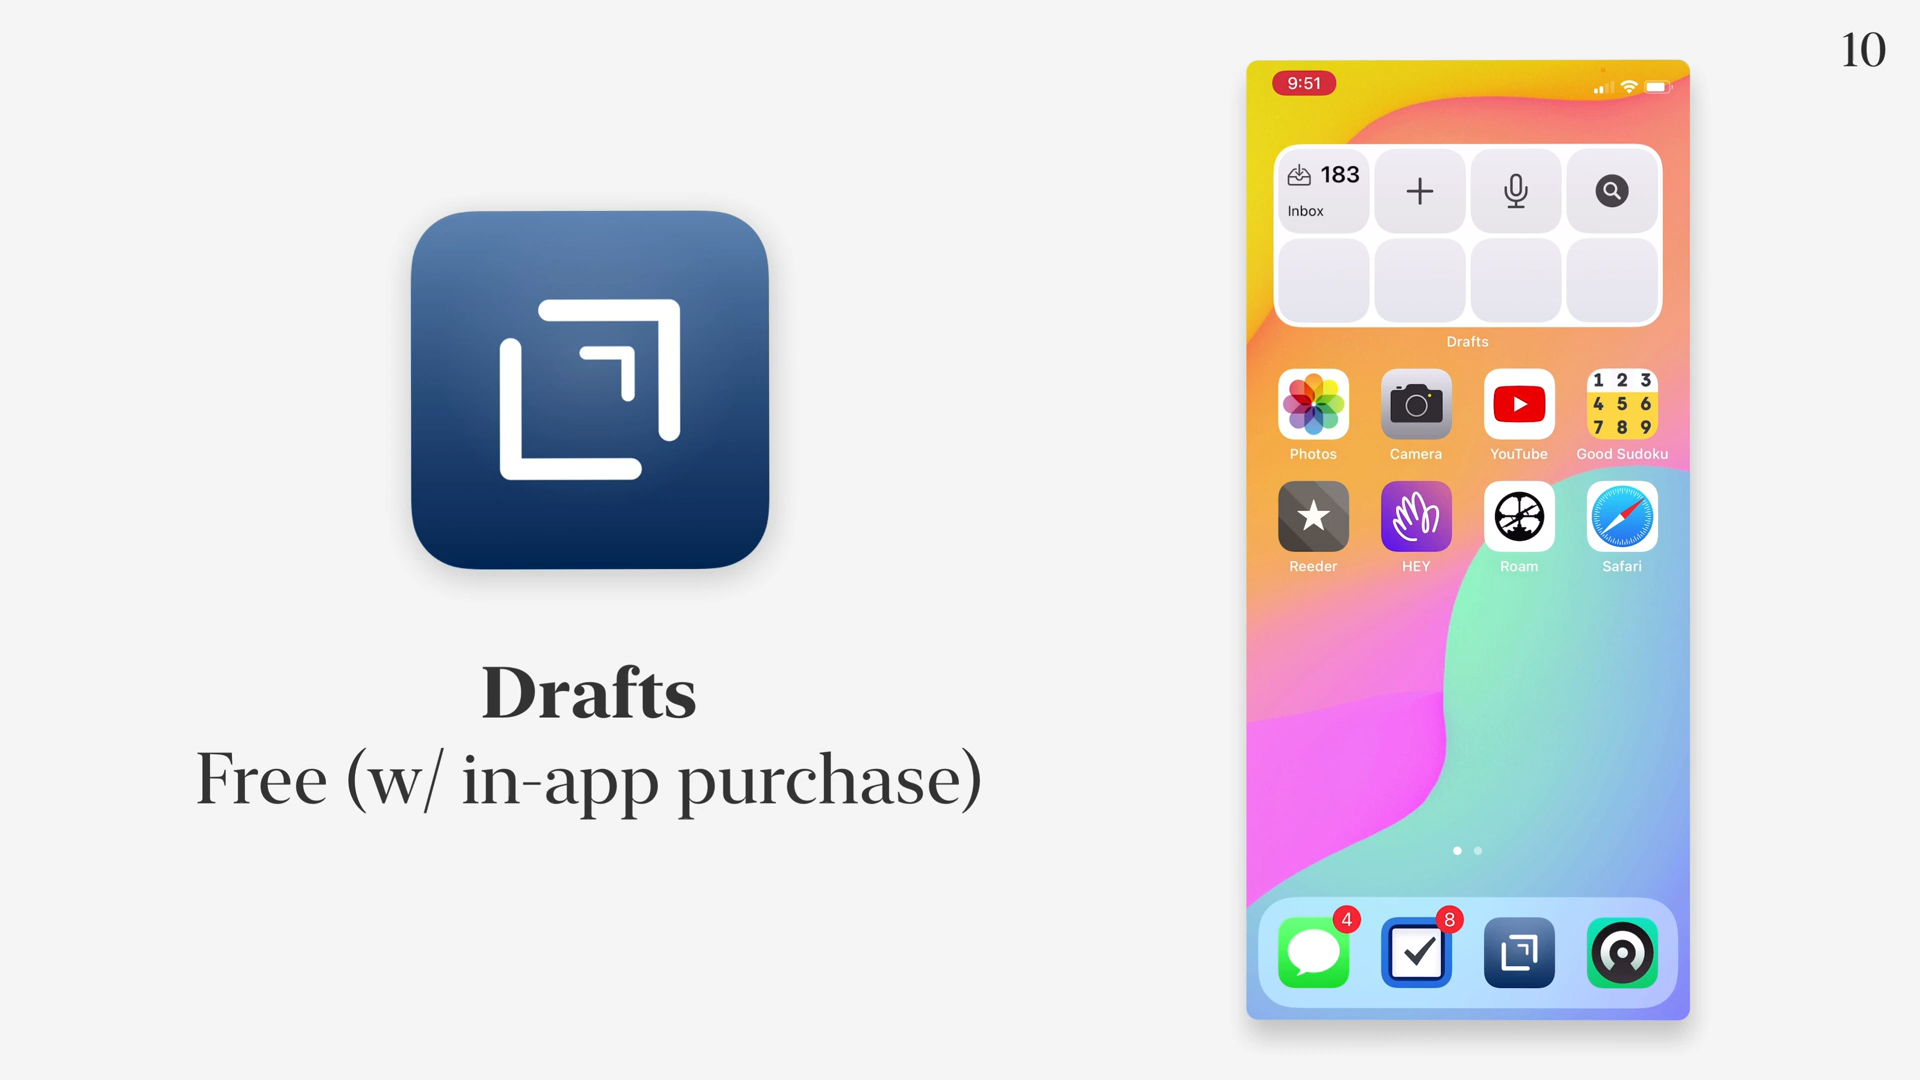 10
Drafts
Free (w/ in-app purchase)
9:51
183
Inbox
Drafts
1 2 3
4 5 6
7 8 9
Photos Camera YouTube Good Sudoku
Reeder HEY Roam Safari
4 8